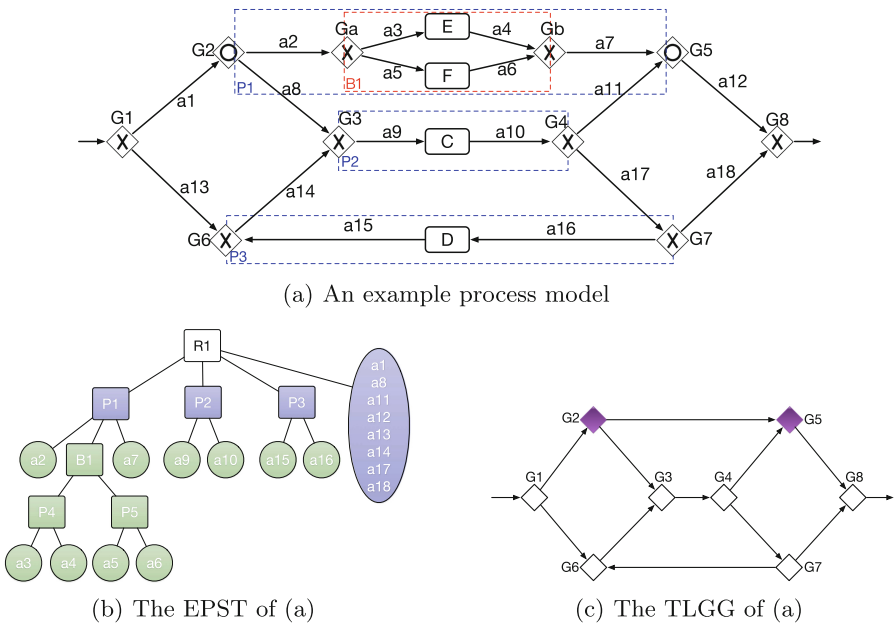 G2 a2 Ga a3 E a4 Gb a7 G5
a5 F a6
P1 B1
a1 a8 a11 a12
G1 G3 a9 C a10 G4 G8
P2
a13 a14 a17 a18
G6 a15 D a16 G7
P3
(a) An example process model
R1
P1 P2 P3
a1
a8
a11
a12
a13
a14
a17
a18
a2 B1 a7 a9 a10 a15 a16
P4 P5
a3 a4 a5 a6
(b) The EPST of (a)
G2 G5
G1 G3 G4 G8
G6 G7
(c) The TLGG of (a)